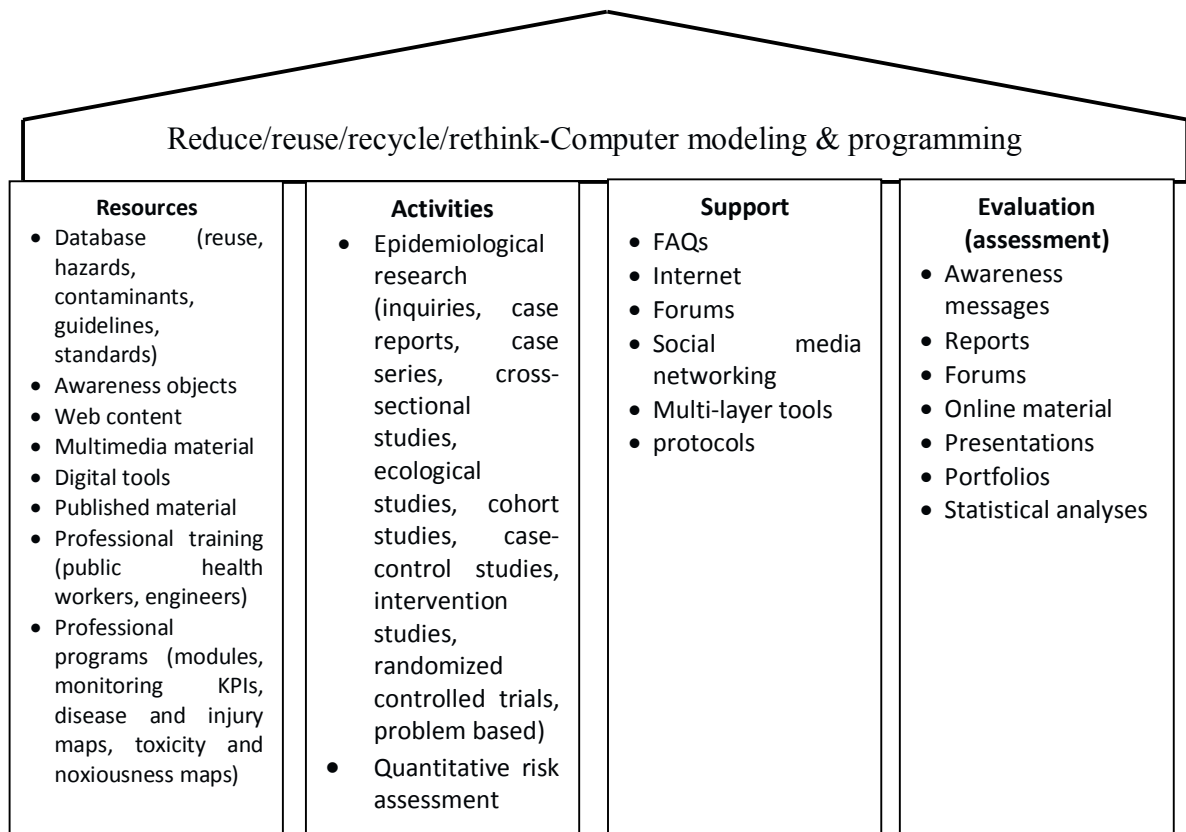 Reduce/reuse/recycle/rethink-Computer modeling & programming
Resources
• Database (reuse,
hazards,
contaminants,
guidelines,
standards)
• Awareness objects
• Web content
• Multimedia material
• Digital tools
• Published material
• Professional training
(public health
workers, engineers)
• Professional
programs (modules,
monitoring KPIs,
disease and injury
maps, toxicity and
noxiousness maps)
Activities
• Epidemiological
research
(inquiries, case
reports, case
series, cross-
sectional
studies,
ecological
studies, cohort
studies, case-
control studies,
intervention
studies,
randomized
controlled trials,
problem based)
• Quantitative risk
assessment
Support
• FAQs
• Internet
• Forums
• Social media
networking
• Multi-layer tools
• protocols
Evaluation
(assessment)
• Awareness
messages
• Reports
• Forums
• Online material
• Presentations
• Portfolios
• Statistical analyses